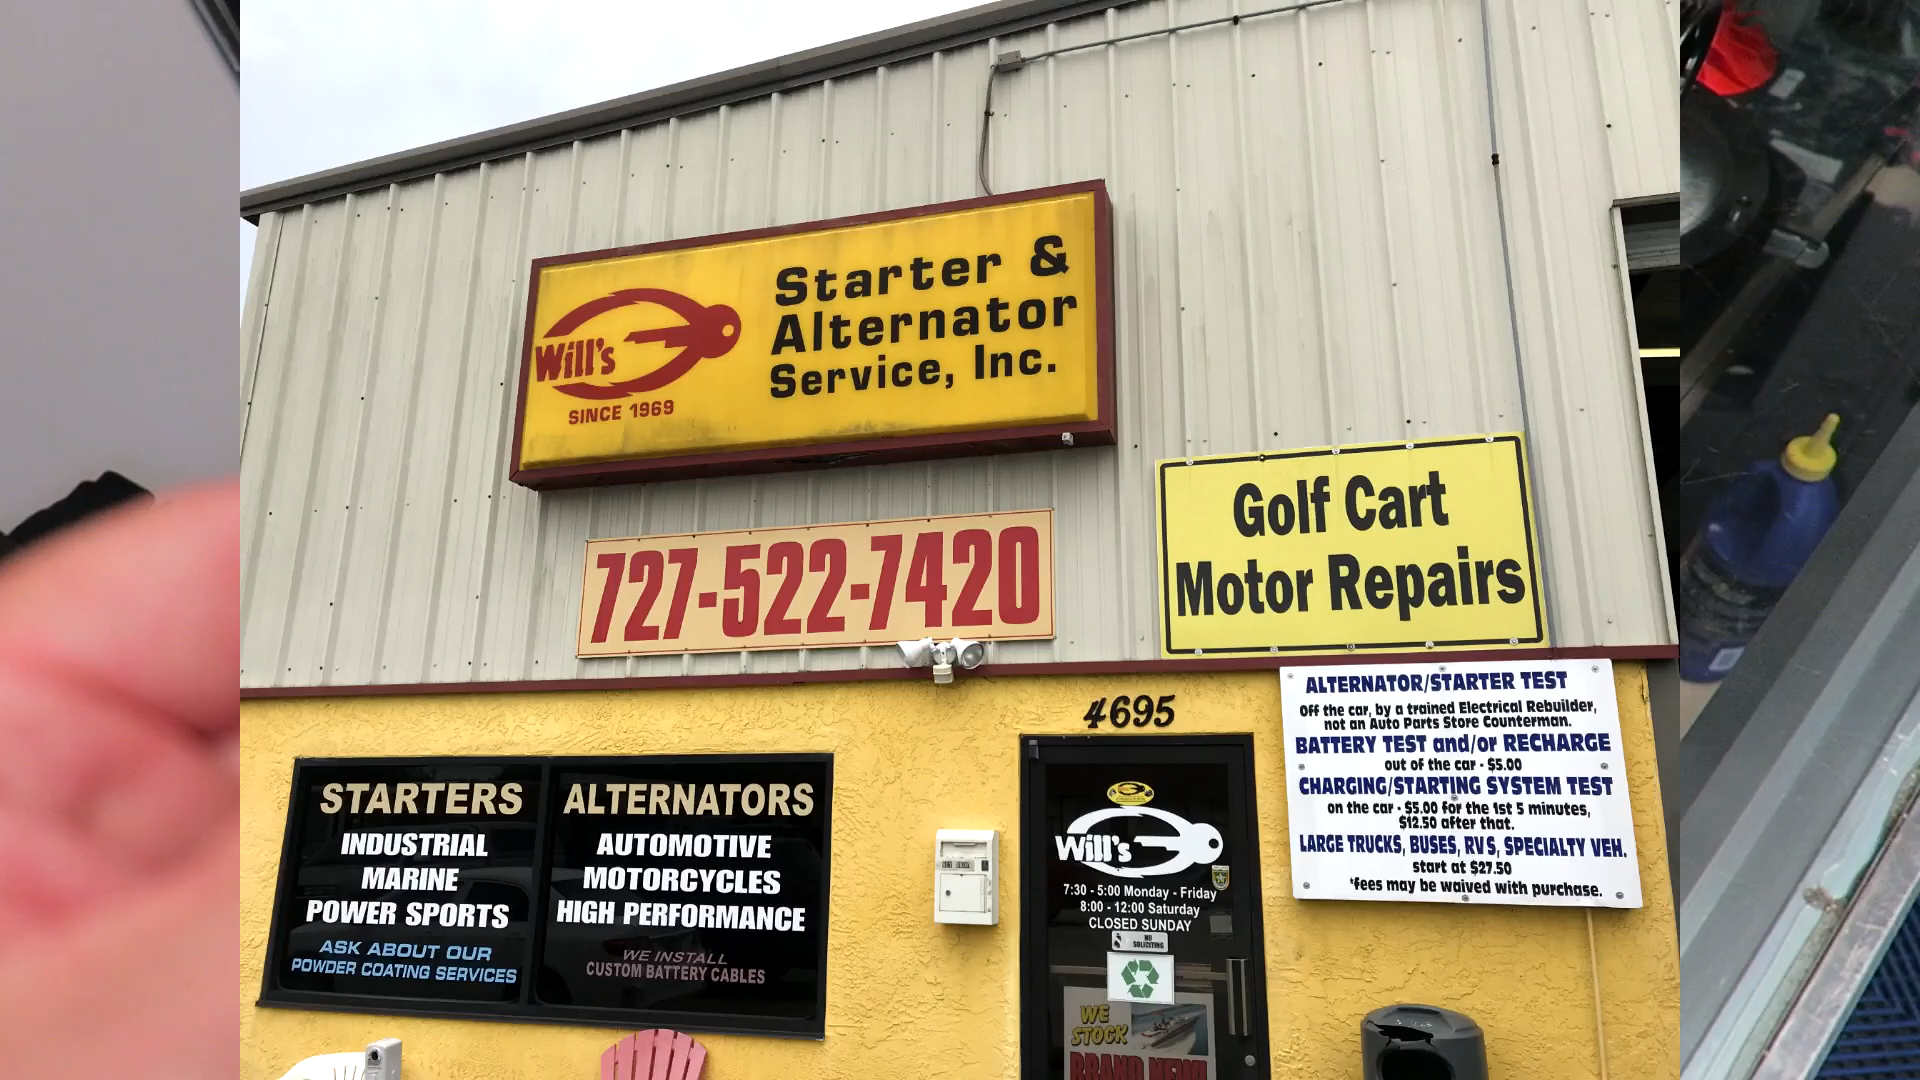 Will's
SINCE 1969
Starter &
Alternator
Service, Inc.
727-522-7420
Golf Cart
Motor Repairs
4695
ALTERNATOR/STARTER TEST
Off the car, by a trained Electrical Rebuilder,
not an Auto Parts Store Counterman.
BATTERY TEST and/or RECHARGE
out of the car - $5.00
CHARGING/STARTING SYSTEM TEST
on the car - $5.00 for the 1st 5 minutes,
$12.50 after that.
LARGE TRUCKS, BUSES, RV S, SPECIALTY VEH.
start at $27.50
*fees may be waived with purchase.
STARTERS
INDUSTRIAL
MARINE
POWER SPORTS
ASK ABOUT OUR
POWDER COATING SERVICES
ALTERNATORS
AUTOMOTIVE
MOTORCYCLES
HIGH PERFORMANCE
WE INSTALL
CUSTOM BATTERY CABLES
Will's
7:30 - 5:00 Monday - Friday
8:00 - 12:00 Saturday
CLOSED SUNDAY
NO
SOLICITING
WE
STOCK
BRAND NEW